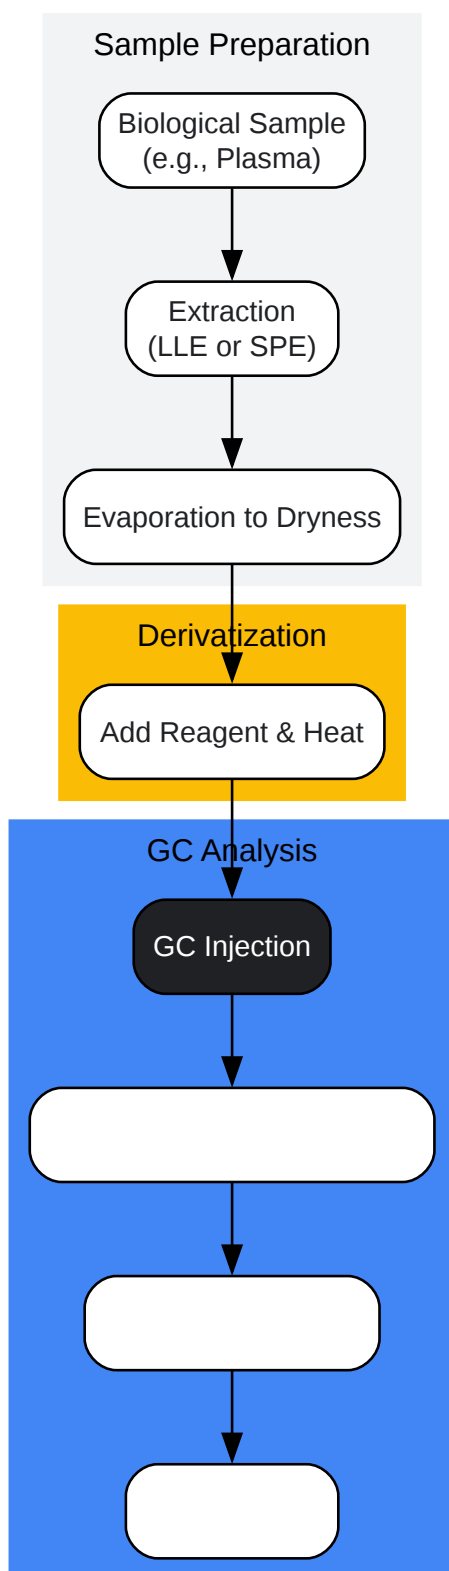 Sample Preparation
Biological Sample
(e.g., Plasma)
Extraction
(LLE or SPE)
Evaporation to Dryness
Derivatization
Add Reagent & Heat
GC Analysis
GC Injection